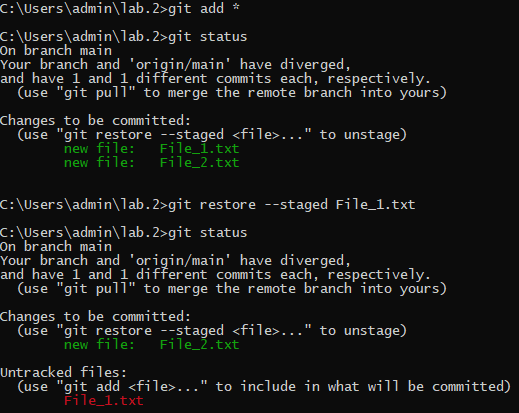 C:\Users\admin\lab.2>git add *
C:\Users\admin\lab.2>git status
On branch main
Your branch and 'origin/main' have diverged,
and have 1 and 1 different commits each, respectively.
  (use "git pull" to merge the remote branch into yours)
Changes to be committed:
  (use "git restore --staged <file>..." to unstage)
        new file:   File_1.txt
        new file:   File_2.txt
C:\Users\admin\lab.2>git restore --staged File_1.txt
C:\Users\admin\lab.2>git status
On branch main
Your branch and 'origin/main' have diverged,
and have 1 and 1 different commits each, respectively.
  (use "git pull" to merge the remote branch into yours)
Changes to be committed:
  (use "git restore --staged <file>..." to unstage)
        new file:   File_2.txt
Untracked files:
  (use "git add <file>..." to include in what will be committed)
        File_1.txt